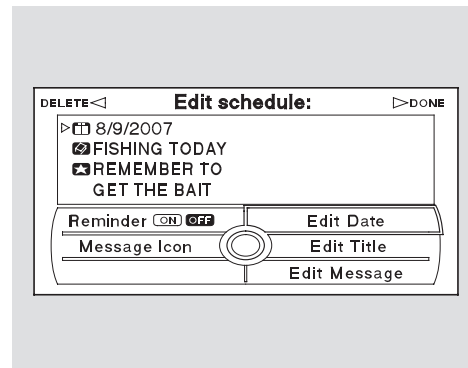 DELETE Edit schedule: DONE
8/9/2007
FISHING TODAY
REMEMBER TO
GET THE BAIT
Reminder ON OFF Edit Date
Message Icon Edit Title
Edit Message